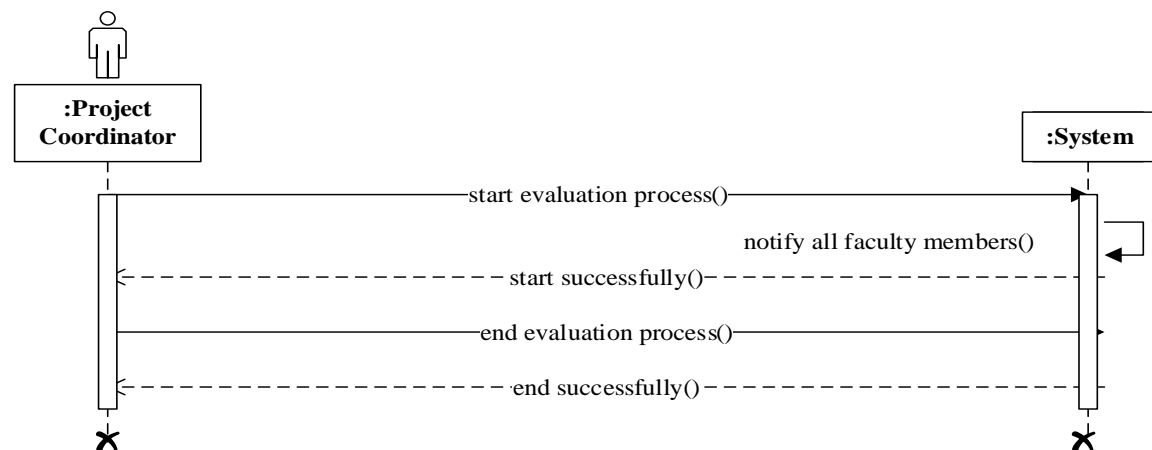 :Project
Coordinator
:System
start evaluation process()
notify all faculty members()
start successfully()
end evaluation process()
end successfully()